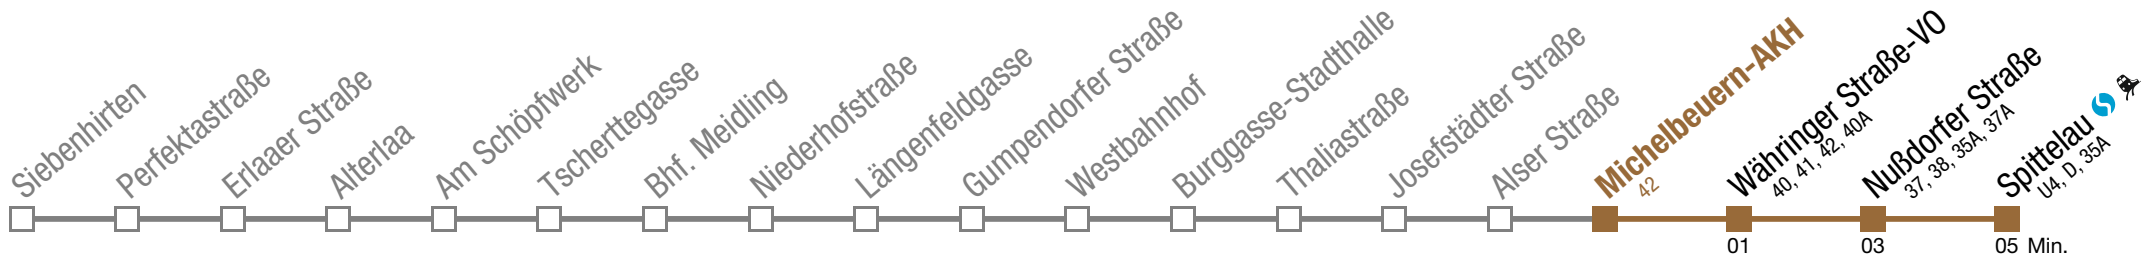 Siebenhirten
Perfektastraße
Erlaaer Straße
Alterlaa
Am Schöpfwerk
Tscherttegasse
Bhf. Meidling
Niederhofstraße
Längenfeldgasse
Gumpendorfer Straße
Westbahnhof
Burggasse-Stadthalle
Thaliastraße
Josefstädter Straße
Alser Straße
Michelbeuern-AKH
42
Währinger Straße-VO
40, 41, 42, 40A
Nußdorfer Straße
37, 38, 35A, 37A
Spittelau
U4, D, 35A
01
03
05 Min.